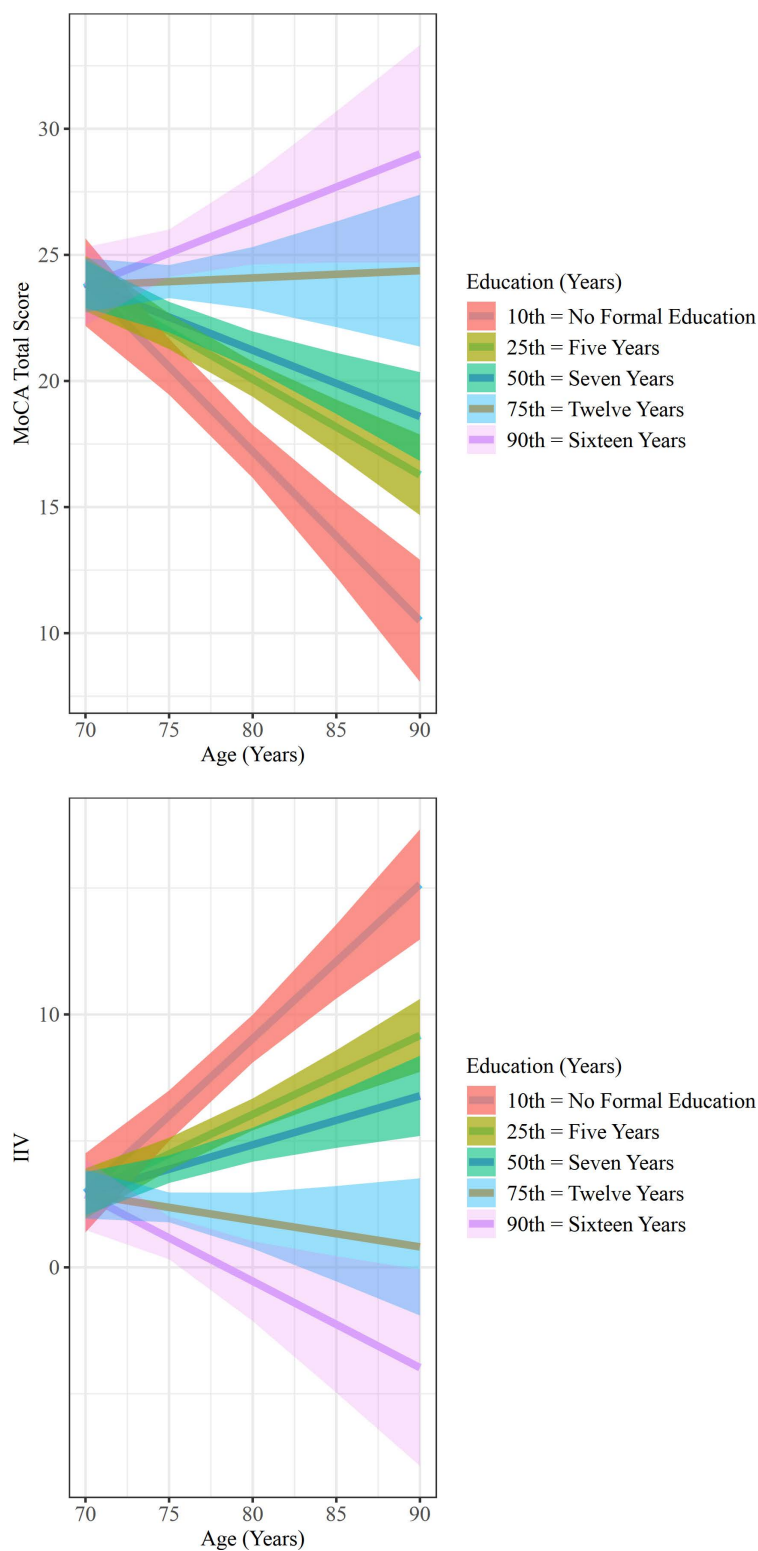 30
25
20
15
10
MoCA Total Score
70 75 80 85 90
Age (Years)
Education (Years)
10th = No Formal Education
25th = Five Years
50th = Seven Years
75th = Twelve Years
90th = Sixteen Years
10
0
IIV
70 75 80 85 90
Age (Years)
Education (Years)
10th = No Formal Education
25th = Five Years
50th = Seven Years
75th = Twelve Years
90th = Sixteen Years